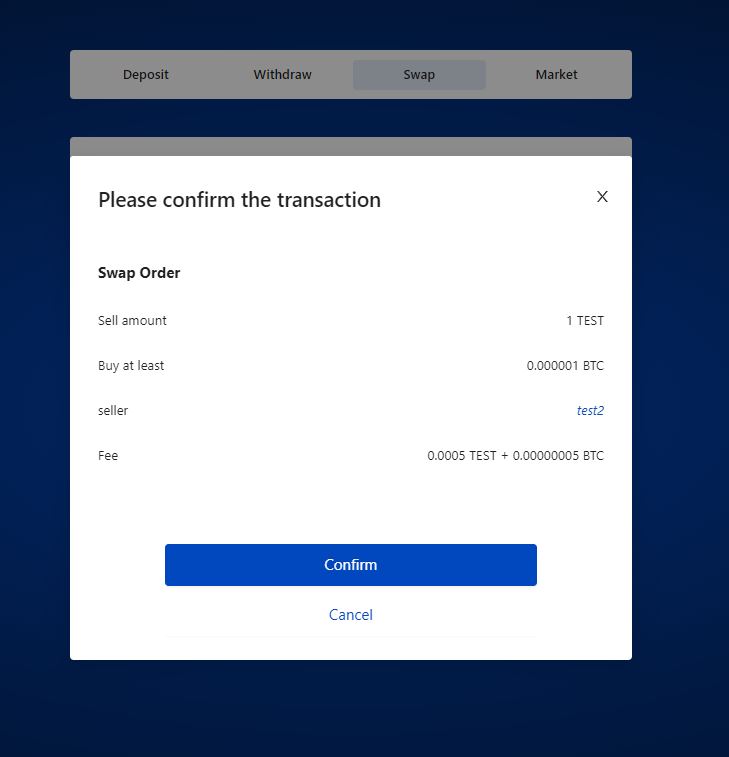 Deposit Withdraw Swap Market
Please confirm the transaction X
Swap Order
Sell amount 1 TEST
Buy at least 0.000001 BTC
seller test2
Fee 0.0005 TEST + 0.00000005 BTC
Confirm
Cancel